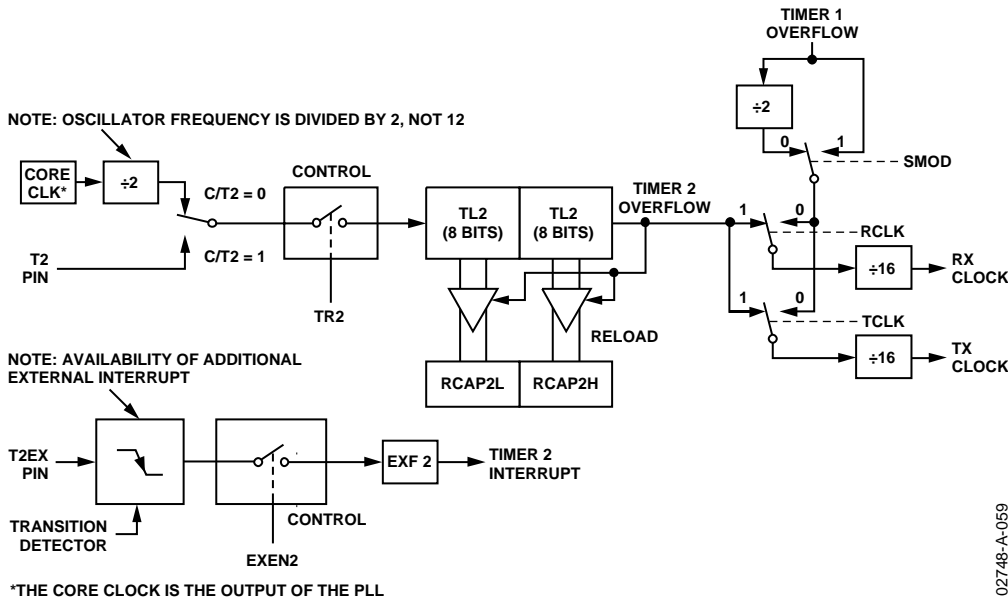 TIMER 1
OVERFLOW
÷2
0
1
SMOD
NOTE: OSCILLATOR FREQUENCY IS DIVIDED BY 2, NOT 12
CORE
CLK*
÷2
C/T2 = 0
C/T2 = 1
T2
PIN
CONTROL
TR2
TL2
(8 BITS)
TL2
(8 BITS)
TIMER 2
OVERFLOW
RELOAD
RCAP2L
RCAP2H
1
0
RCLK
÷16
RX
CLOCK
1
0
TCLK
÷16
TX
CLOCK
NOTE: AVAILABILITY OF ADDITIONAL
EXTERNAL INTERRUPT
T2EX
PIN
TRANSITION
DETECTOR
CONTROL
EXEN2
EXF 2
TIMER 2
INTERRUPT
*THE CORE CLOCK IS THE OUTPUT OF THE PLL
02748-A-059